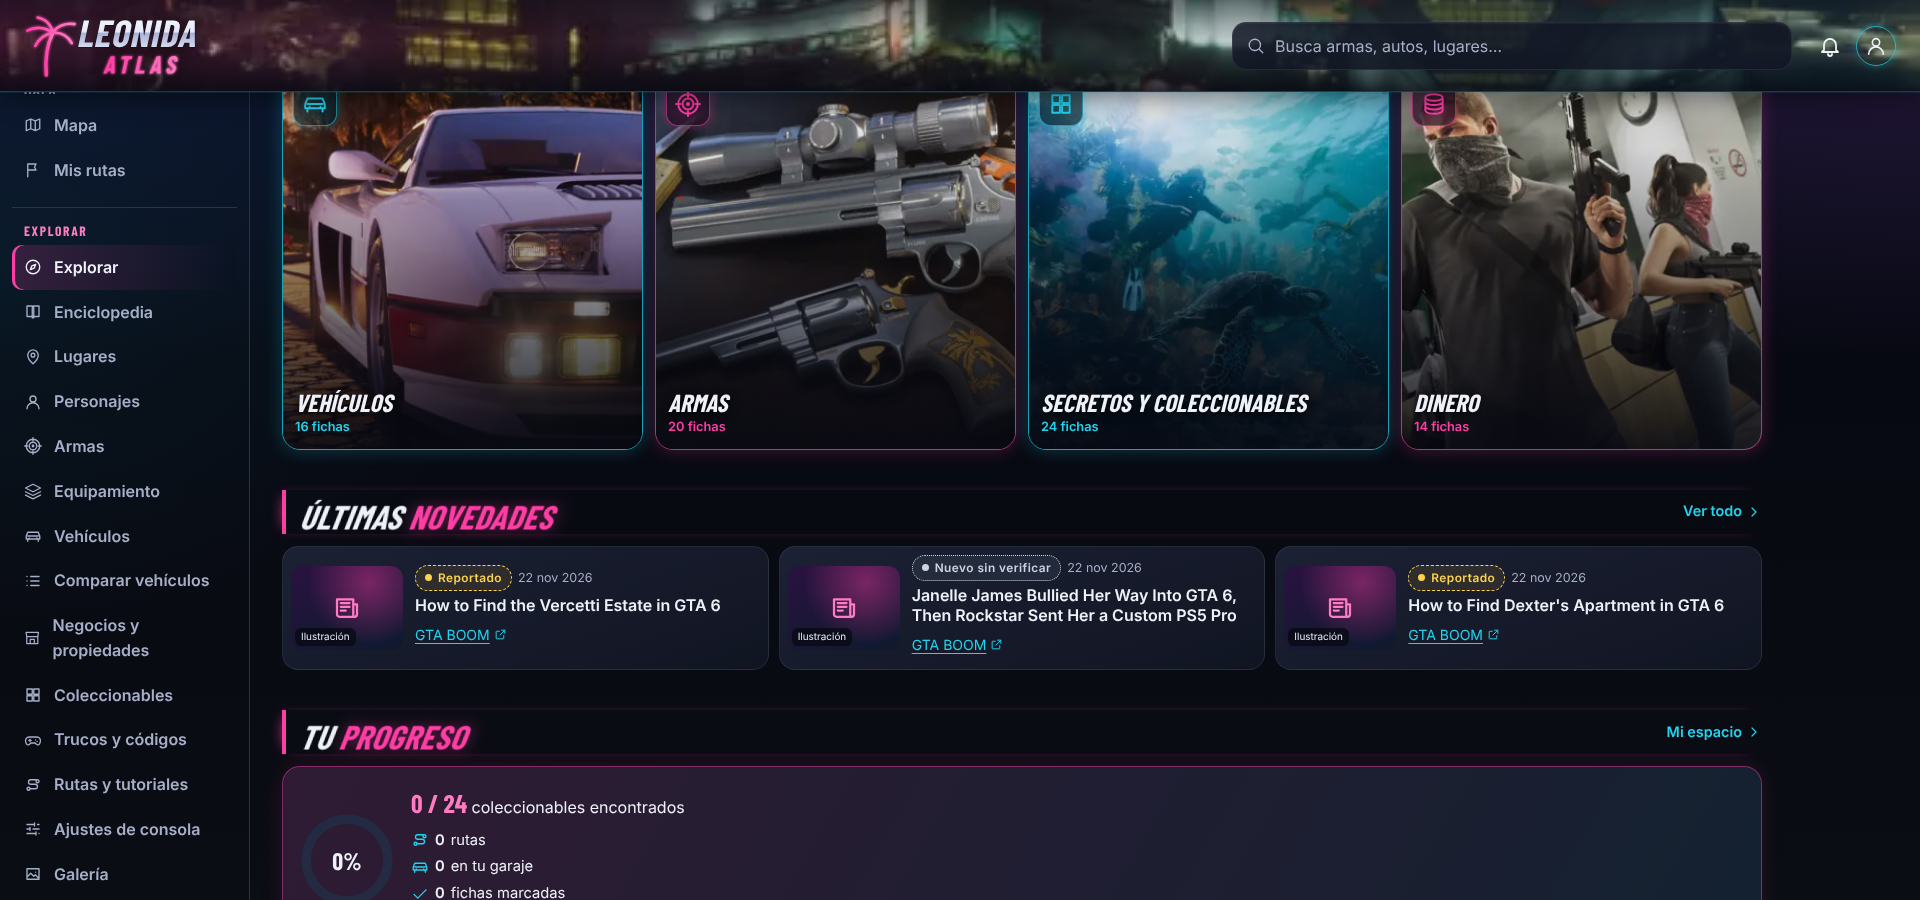 LEONIDA
ATLAS
Busca armas, autos, lugares...
Mapa
Mis rutas
EXPLORAR
Explorar
Enciclopedia
Lugares
Personajes
Armas
Equipamiento
Vehículos
Comparar vehículos
Negocios y
propiedades
Coleccionables
Trucos y códigos
Rutas y tutoriales
Ajustes de consola
Galería
VEHÍCULOS
16 fichas
ARMAS
20 fichas
SECRETOS Y COLECCIONABLES
24 fichas
DINERO
14 fichas
ÚLTIMAS NOVEDADES
Ver todo
Ilustración
Reportado 22 nov 2026
How to Find the Vercetti Estate in GTA 6
GTA BOOM
Ilustración
Nuevo sin verificar 22 nov 2026
Janelle James Bullied Her Way Into GTA 6,
Then Rockstar Sent Her a Custom PS5 Pro
GTA BOOM
Ilustración
Reportado 22 nov 2026
How to Find Dexter's Apartment in GTA 6
GTA BOOM
TU PROGRESO
Mi espacio
0%
0 / 24 coleccionables encontrados
0 rutas
0 en tu garaje
0 fichas marcadas